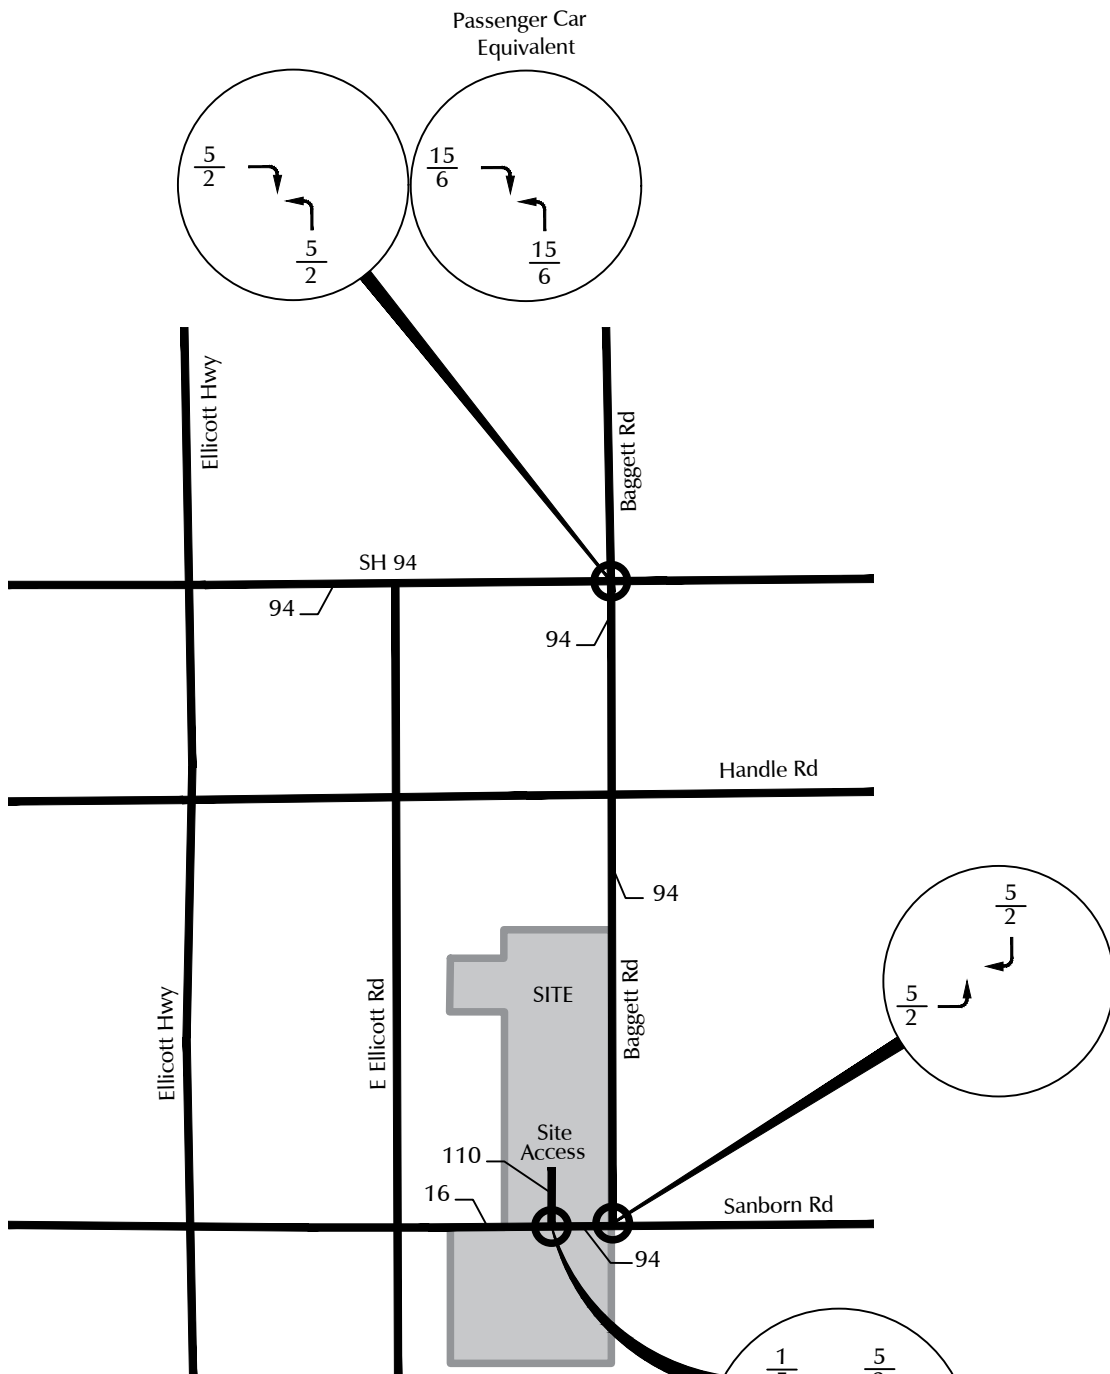 Passenger Car
Equivalent
5
2
5
2
15
6
15
6
Ellicott Hwy
Baggett Rd
SH 94
94
94
Handle Rd
94
5
2
5
2
SITE
Ellicott Hwy
E Ellicott Rd
Baggett Rd
Site
Access
110
16
Sanborn Rd
94
1
5